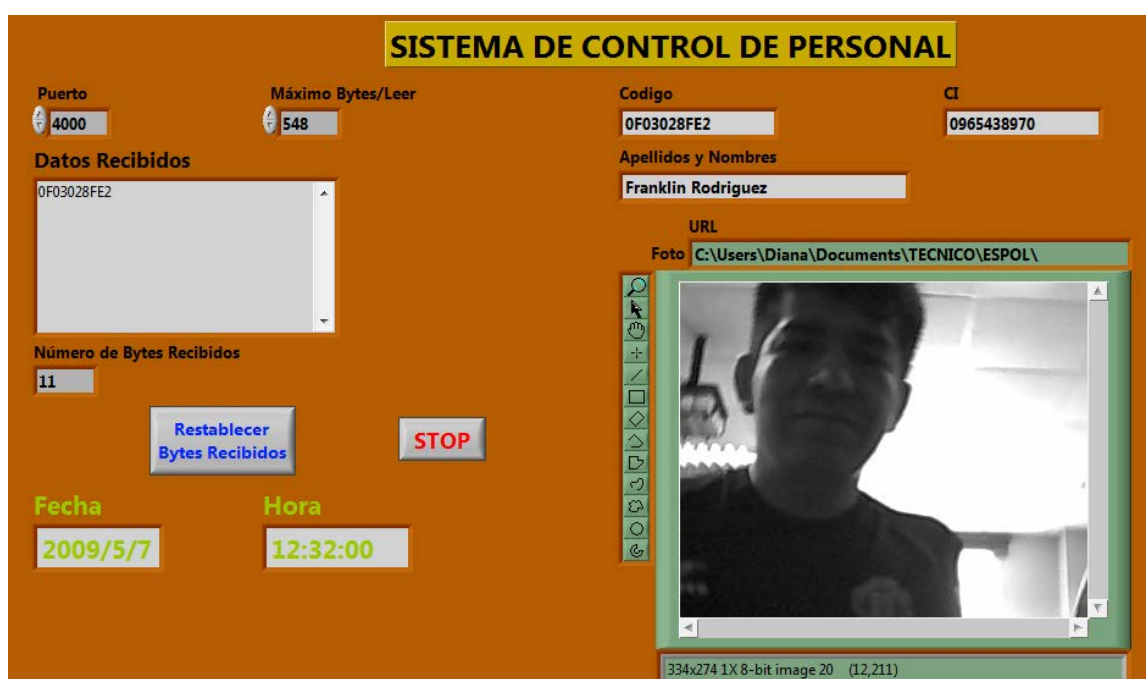 SISTEMA DE CONTROL DE PERSONAL
Puerto
4000
Máximo Bytes/Leer
548
Datos Recibidos
0F03028FE2
Número de Bytes Recibidos
11
Restablecer
Bytes Recibidos
STOP
Fecha
2009/5/7
Hora
12:32:00
Codigo
0F03028FE2
CI
0965438970
Apellidos y Nombres
Franklin Rodriguez
URL
Foto C:\Users\Diana\Documents\TECNICO\ESPOL\
334x274 1X 8-bit image 20 (12,211)